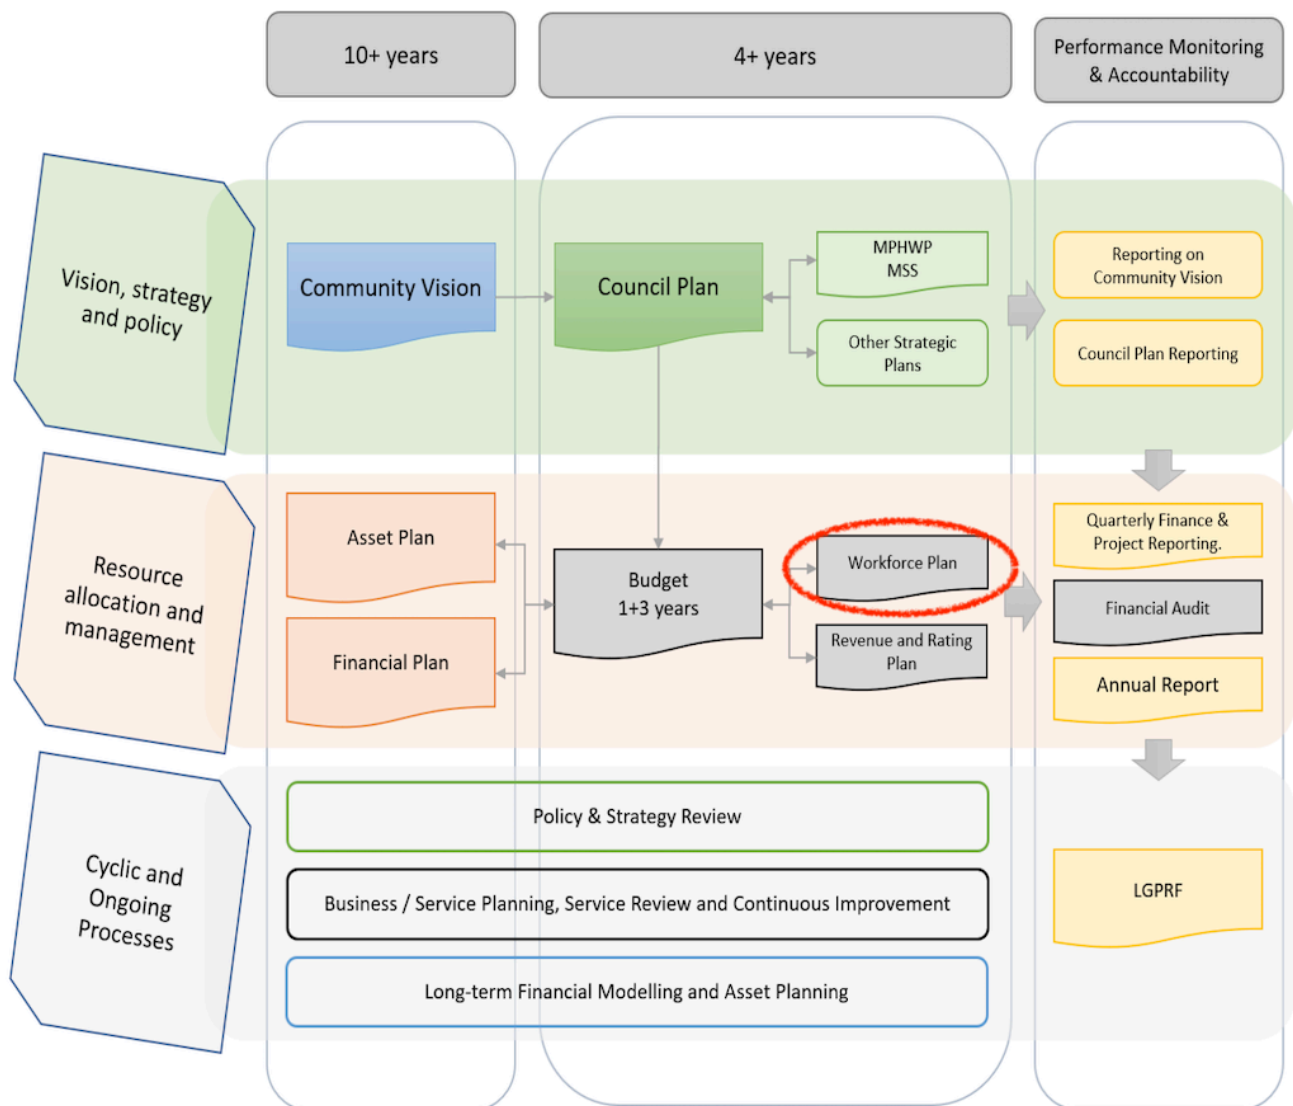 10+ years
4+ years
Performance Monitoring
& Accountability
Vision, strategy
and policy
Community Vision
Council Plan
MPHWP
MSS
Other Strategic
Plans
Reporting on
Community Vision
Council Plan Reporting
Resource
allocation and
management
Asset Plan
Financial Plan
Budget
1+3 years
Workforce Plan
Revenue and Rating
Plan
Quarterly Finance &
Project Reporting.
Financial Audit
Annual Report
Cyclic and
Ongoing
Processes
Policy & Strategy Review
Business / Service Planning, Service Review and Continuous Improvement
Long-term Financial Modelling and Asset Planning
LGPRF